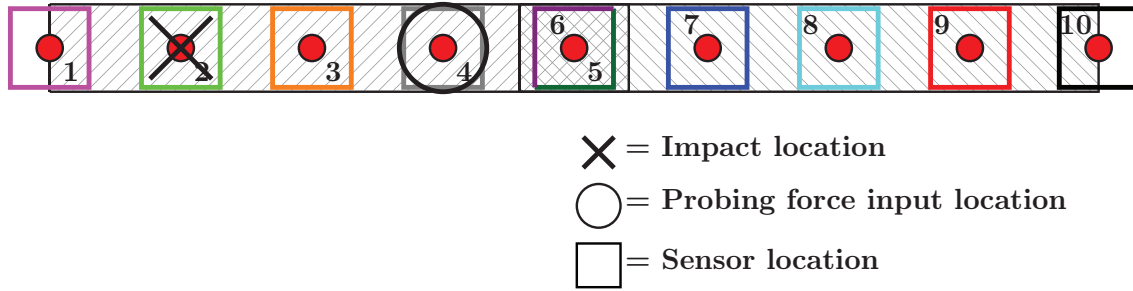 1 2 3 4 6 5 7 8 9 10
= Impact location
= Probing force input location
= Sensor location